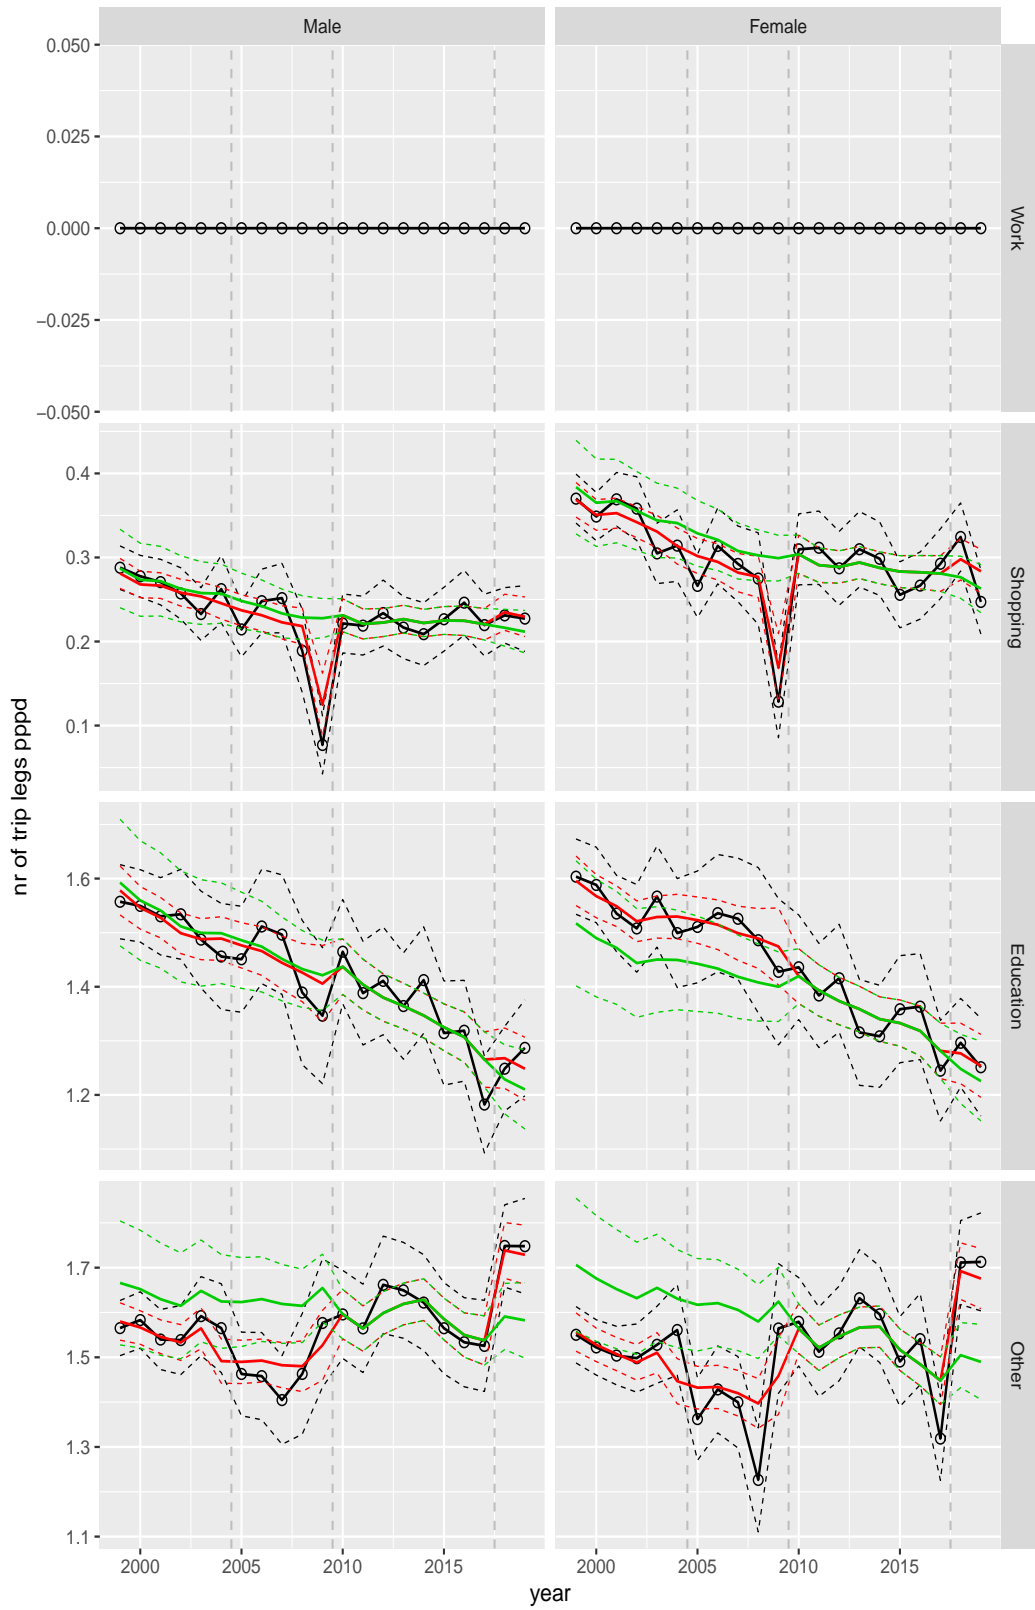 Male Female
0.050
0.025
0.000
−0.025
−0.050
Work
0.4
0.3
0.2
0.1
Shopping
nr of trip legs pppd
1.6
1.4
1.2
Education
1.7
1.5
1.3
1.1
Other
2000 2005 2010 2015 2000 2005 2010 2015
year